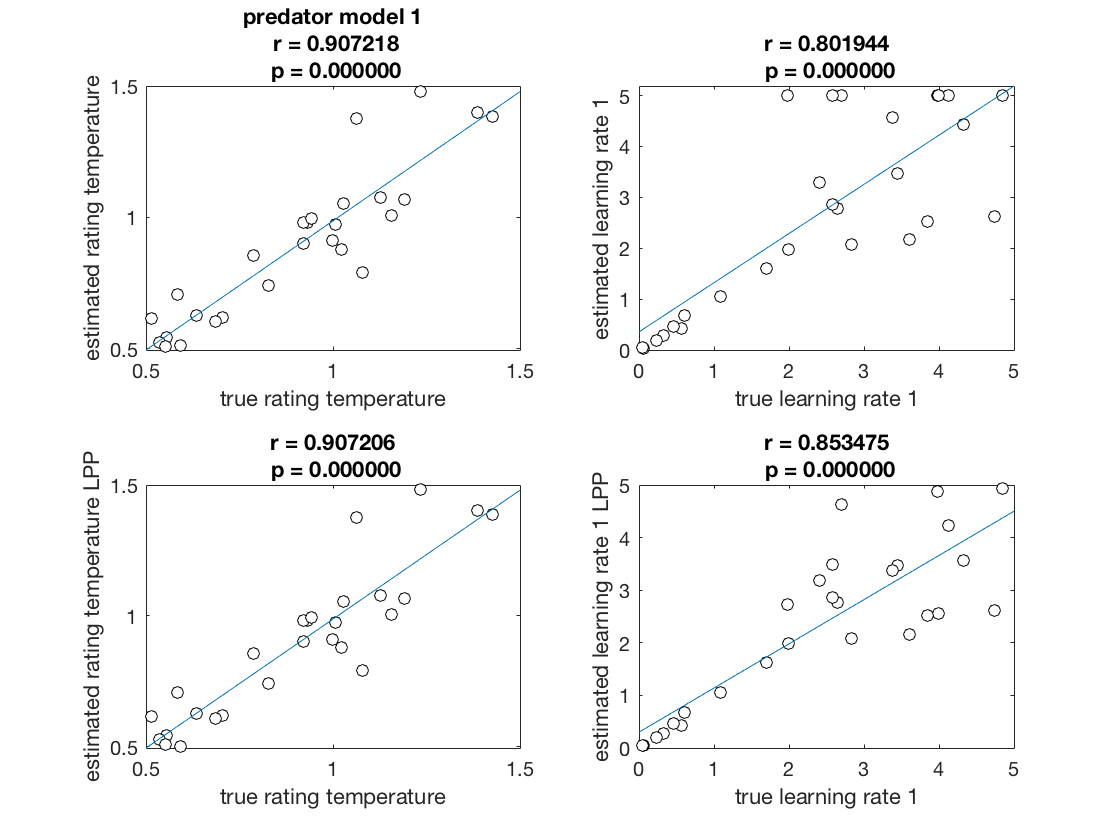 predator model 1
r = 0.907218
p = 0.000000
estimated rating temperature
1.5
1
0.5
0.5
1
1.5
true rating temperature
r = 0.801944
p = 0.000000
estimated learning rate 1
5
4
3
2
1
0
0
1
2
3
4
5
true learning rate 1
r = 0.907206
p = 0.000000
estimated rating temperature LPP
1.5
1
0.5
0.5
1
1.5
true rating temperature
r = 0.853475
p = 0.000000
estimated learning rate 1 LPP
5
4
3
2
1
0
0
1
2
3
4
5
true learning rate 1